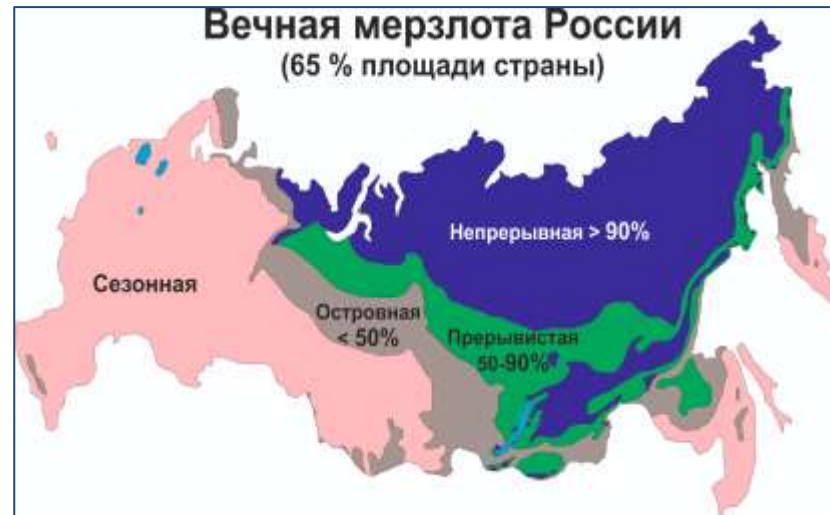 Вечная мерзлота России
(65 % площади страны)
Непрерывная > 90%
Сезонная
Островная
< 50%
Прерывистая
50-90%